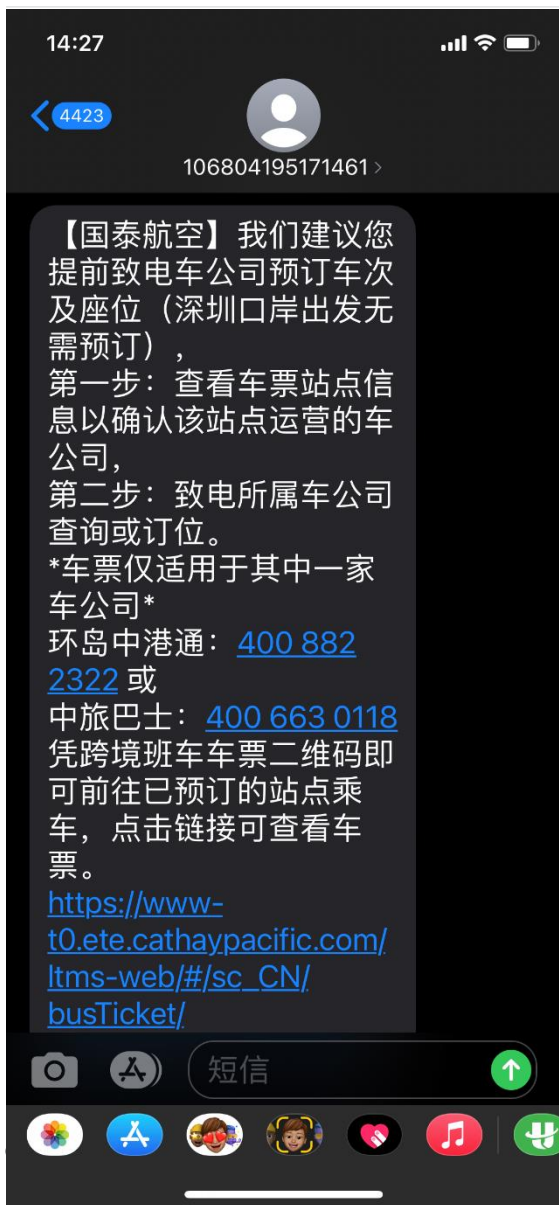 14:27
4423
106804195171461 >
【国泰航空】我们建议您
提前致电车公司预订车次
及座位（深圳口岸出发无
需预订），
第一步：查看车票站点信
息以确认该站点运营的车
公司，
第二步：致电所属车公司
查询或订位。
*车票仅适用于其中一家
车公司*
环岛中港通：400 882
2322 或
中旅巴士：400 663 0118
凭跨境班车车票二维码即
可前往已预订的站点乘
车，点击链接可查看车
票。
https://www-
t0.ete.cathaypacific.com/
ltms-web/#/sc_CN/
busTicket/
短信